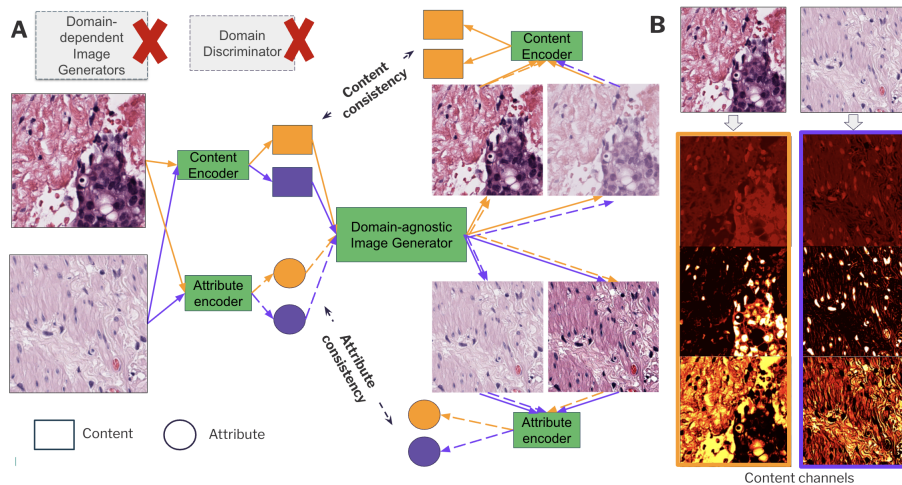 A
Domain-
dependent
Image
Generators
Domain
Discriminator
Content
Encoder
Attribute
encoder
Content
consistency
Attribute
consistency
Domain-agnostic
Image Generator
Content
Encoder
Attribute
encoder
Content
Attribute
B
Content channels